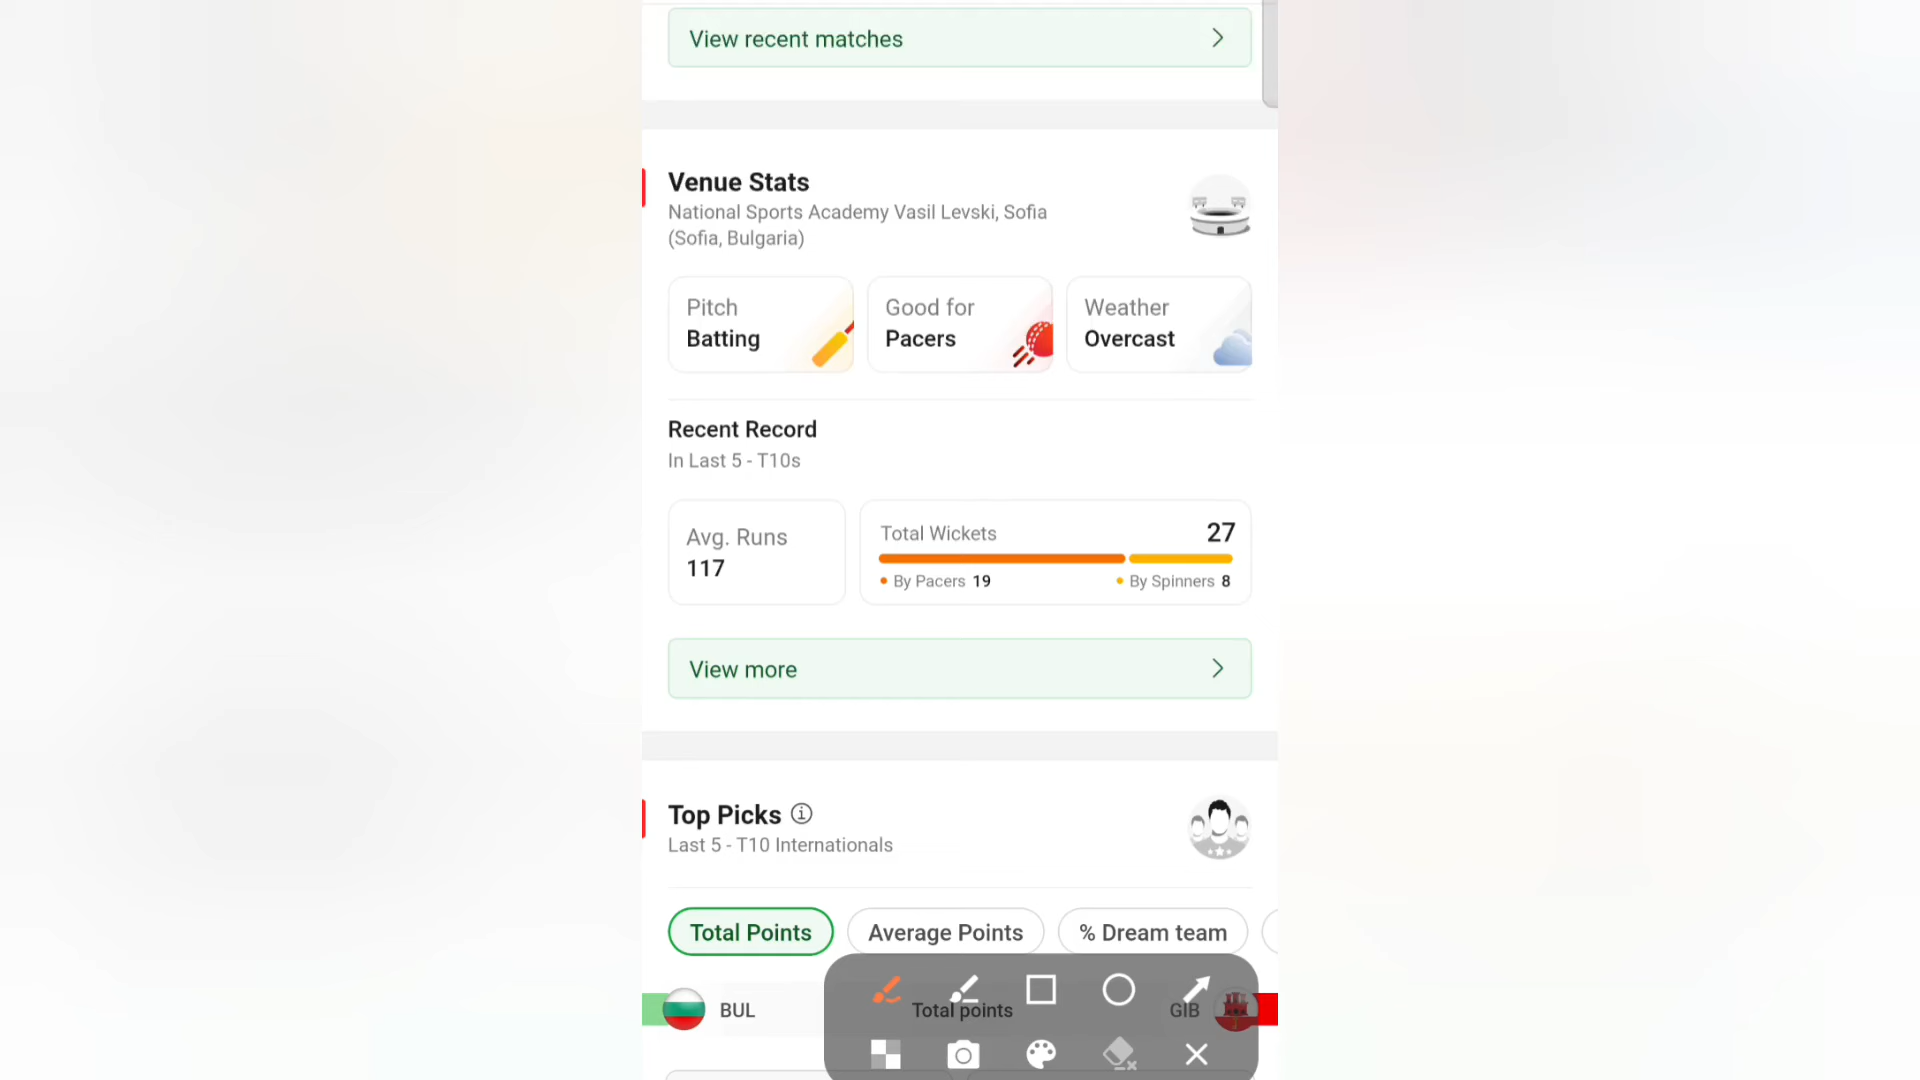 View recent matches
Venue Stats
National Sports Academy Vasil Levski, Sofia
(Sofia, Bulgaria)
Pitch
Batting
Good for
Pacers
Weather
Overcast
Recent Record
In Last 5 - T10s
Avg. Runs
117
Total Wickets 27
By Pacers 19 By Spinners 8
View more
Top Picks
Last 5 - T10 Internationals
Total Points Average Points % Dream team
BUL Total points GIB